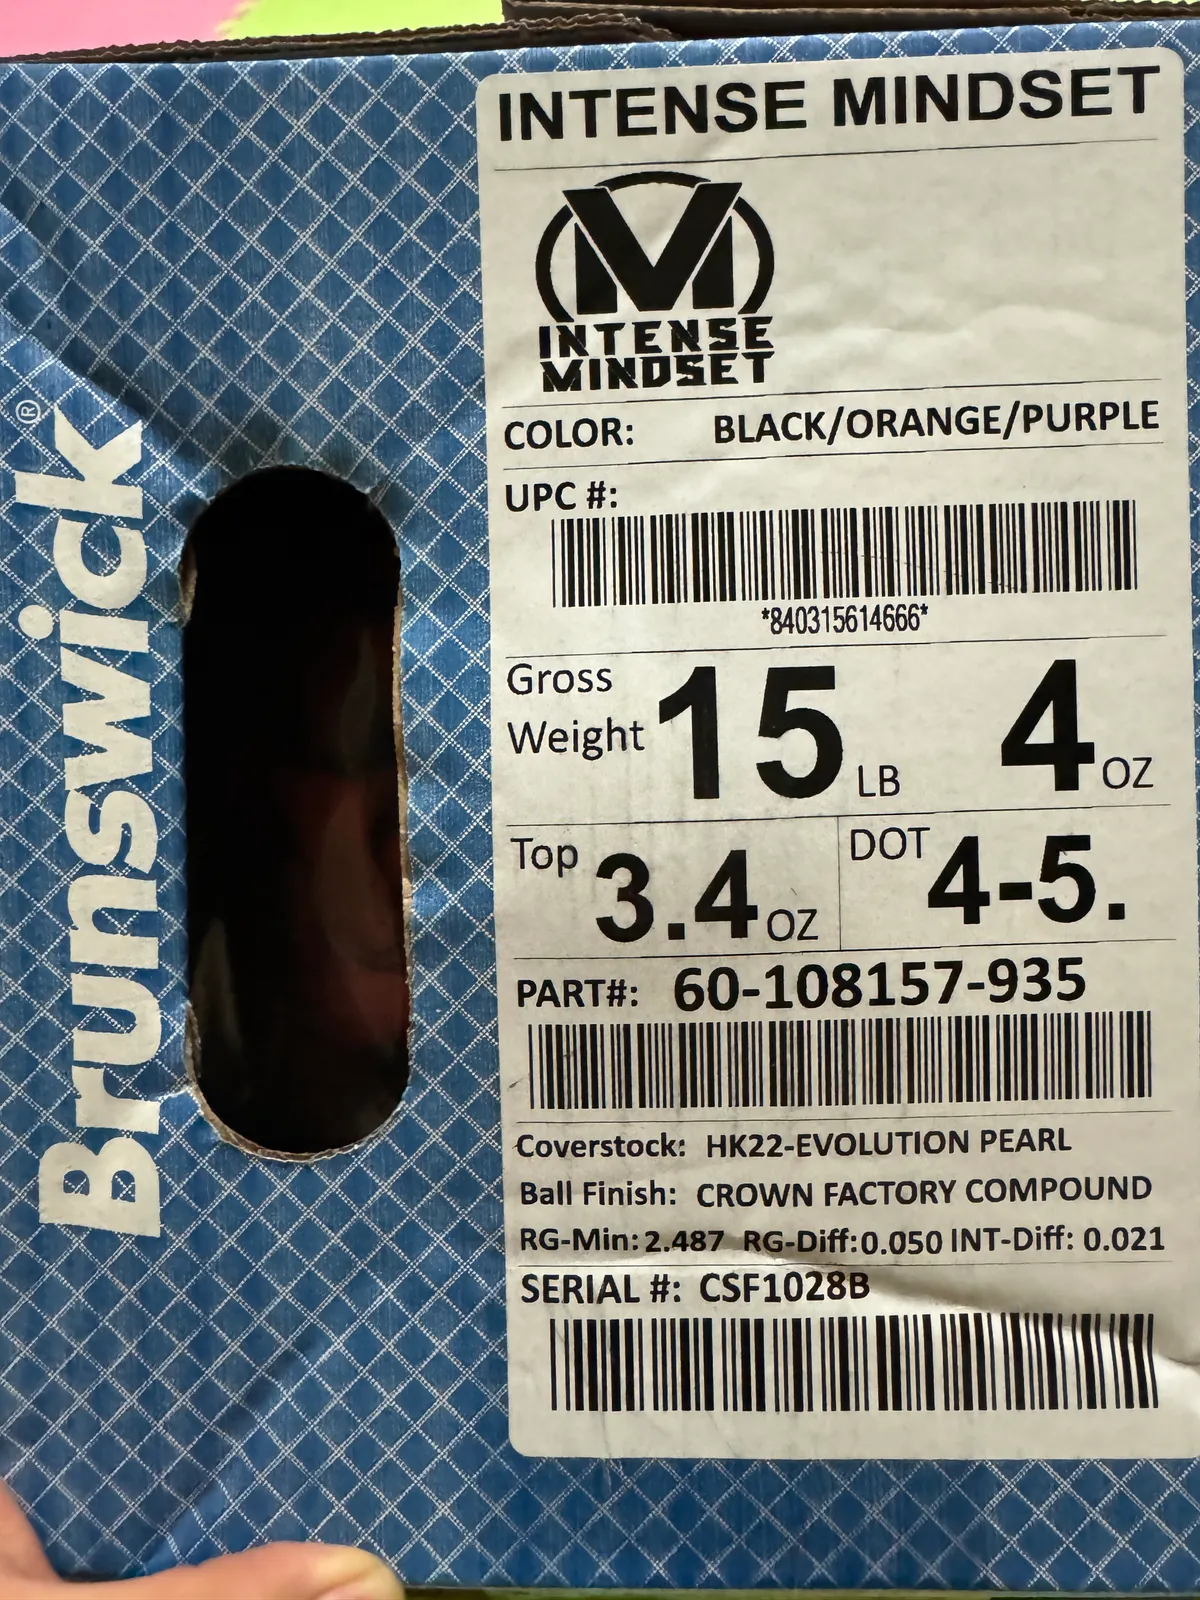 Brunswick®
INTENSE MINDSET
M
INTENSE
MINDSET
COLOR: BLACK/ORANGE/PURPLE
UPC #:
*840315614666*
Gross
Weight 15 LB 4 OZ
Top 3.4 OZ DOT 4-5.
PART#: 60-108157-935
Coverstock: HK22-EVOLUTION PEARL
Ball Finish: CROWN FACTORY COMPOUND
RG-Min: 2.487 RG-Diff: 0.050 INT-Diff: 0.021
SERIAL #: CSF1028B